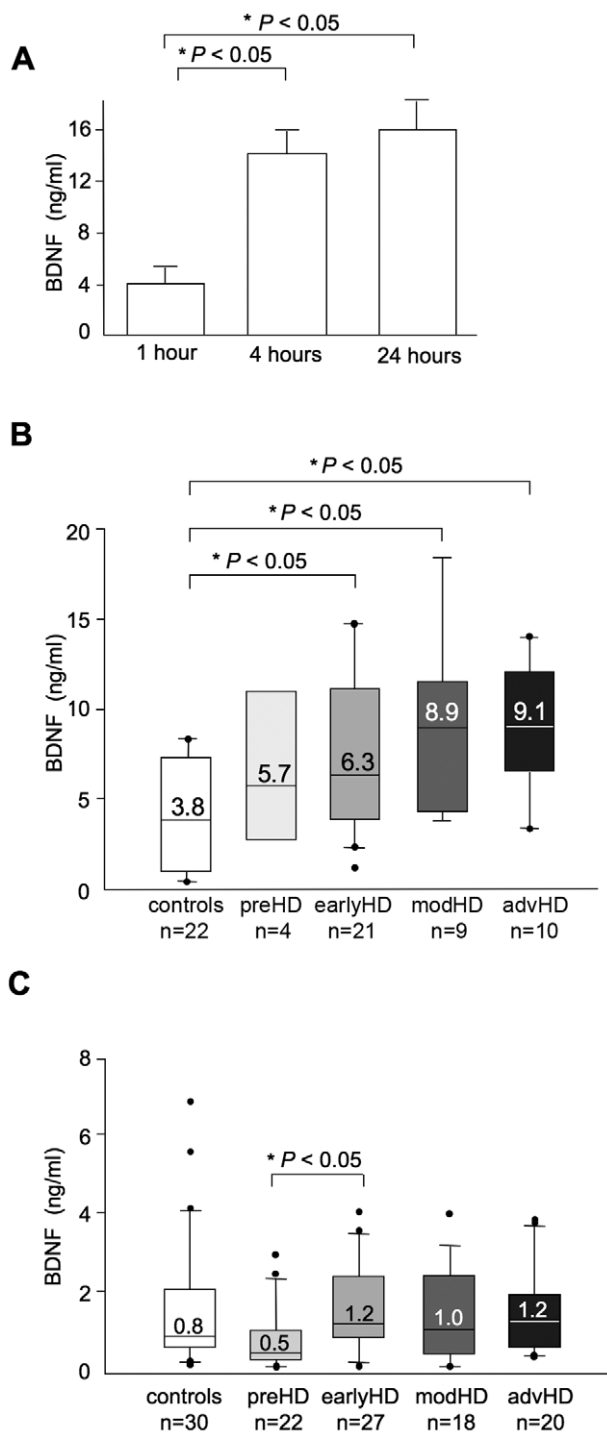 A
* P < 0.05
* P < 0.05
BDNF (ng/ml)
16
12
8
4
0
1 hour 4 hours 24 hours
B
* P < 0.05
* P < 0.05
* P < 0.05
BDNF (ng/ml)
20
15
10
5
0
3.8 5.7 6.3 8.9 9.1
controls preHD earlyHD modHD advHD
n=22 n=4 n=21 n=9 n=10
C
* P < 0.05
BDNF (ng/ml)
8
6
4
2
0
0.8 0.5 1.2 1.0 1.2
controls preHD earlyHD modHD advHD
n=30 n=22 n=27 n=18 n=20